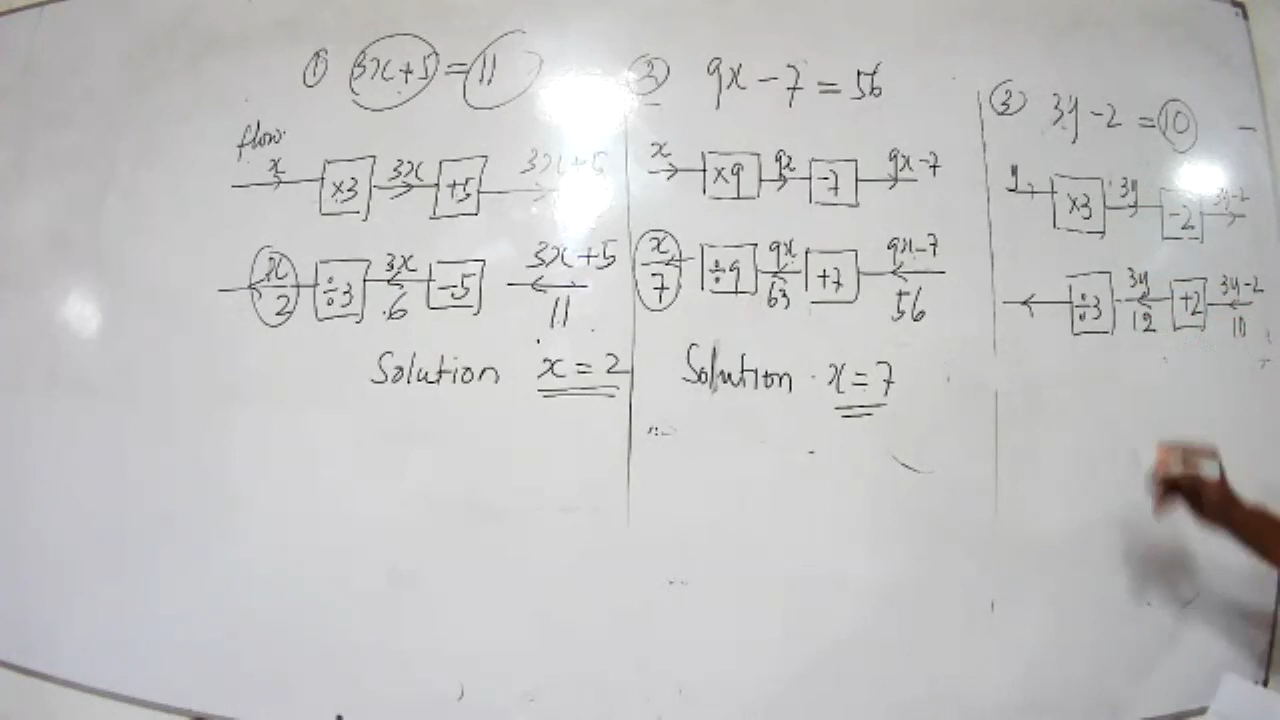 ① 3x+5 = 11
flow
x ×3 3x +5 3x+5
x ÷3 3x -5 3x+5
2 6 11
Solution x = 2
② 9x - 7 = 56
x ×9 9x -7 9x-7
x ÷9 9x +7 9x-7
7 63 56
Solution x = 7
③ 3y - 2 = 10
y ×3 3y -2 3y-2
÷3 3y +2 3y-2
12 10